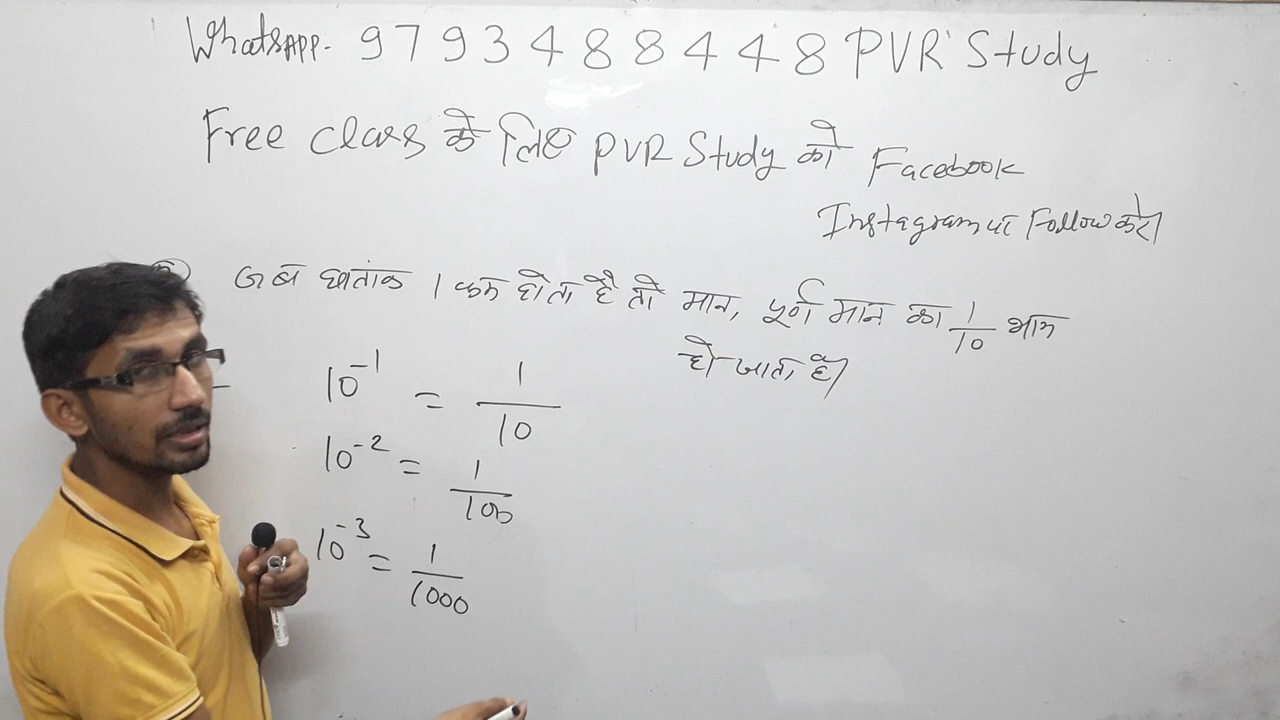 WhatsAPP- 9793488448 PVR Study
Free Class के लिए PVR Study को Facebook
Instagram पर Follow करें।
जब घातांक 1 कम होता है तो मान, पूर्ण मान का 1/10 भाग
हो जाता है।
10⁻¹ = 1/10
10⁻² = 1/100
10⁻³ = 1/1000